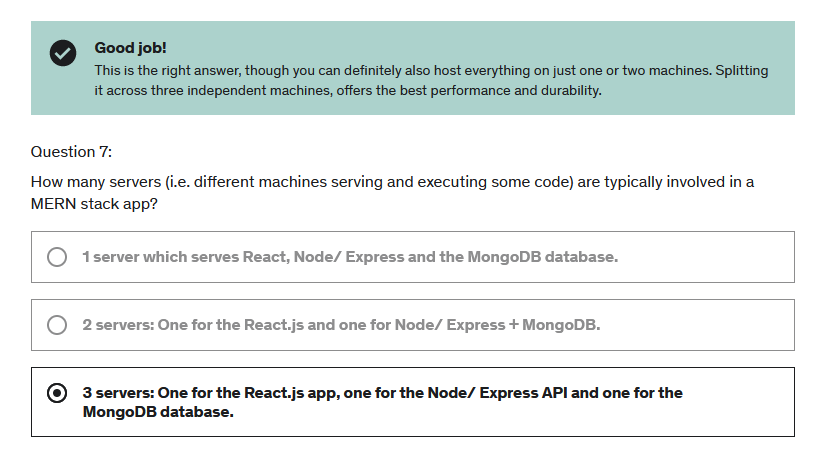 Good job!
This is the right answer, though you can definitely also host everything on just one or two machines. Splitting
it across three independent machines, offers the best performance and durability.
Question 7:
How many servers (i.e. different machines serving and executing some code) are typically involved in a
MERN stack app?
1 server which serves React, Node/ Express and the MongoDB database.
2 servers: One for the React.js and one for Node/ Express + MongoDB.
3 servers: One for the React.js app, one for the Node/ Express API and one for the
MongoDB database.